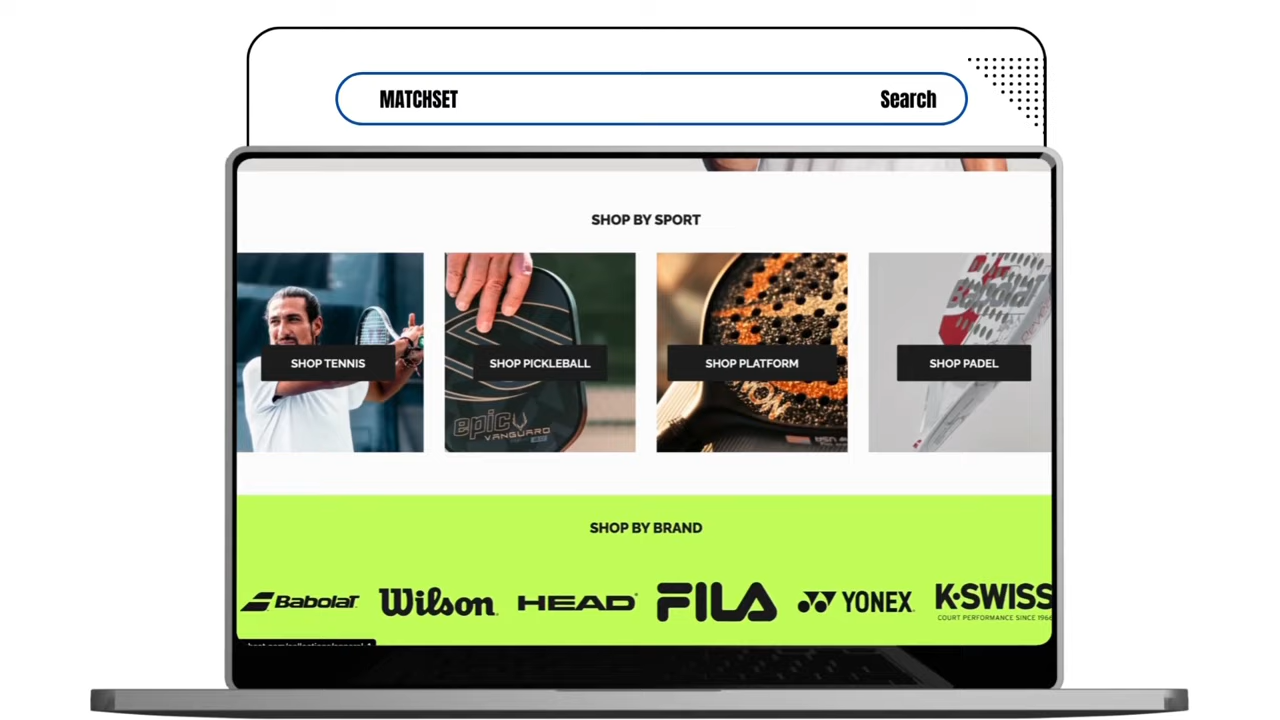 MATCHSET
Search
SHOP BY SPORT
SHOP TENNIS
SHOP PICKLEBALL
SHOP PLATFORM
SHOP PADEL
Babolat
epic
VANGUARD
SHOP BY BRAND
Babolat
Wilson
HEAD
FILA
YONEX
K·SWISS
COURT PERFORMANCE SINCE 1966